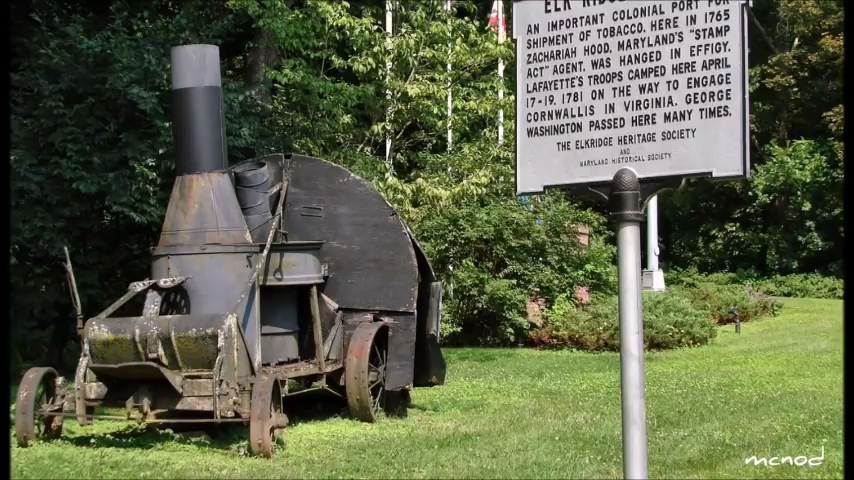 AN IMPORTANT COLONIAL PORT FOR
SHIPMENT OF TOBACCO. HERE IN 1765
ZACHARIAH HOOD, MARYLAND'S "STAMP
ACT" AGENT, WAS HANGED IN EFFIGY.
LAFAYETTE'S TROOPS CAMPED HERE APRIL
17-19, 1781 ON THE WAY TO ENGAGE
CORNWALLIS IN VIRGINIA. GEORGE
WASHINGTON PASSED HERE MANY TIMES.
THE ELKRIDGE HERITAGE SOCIETY
AND
MARYLAND HISTORICAL SOCIETY
mcnod